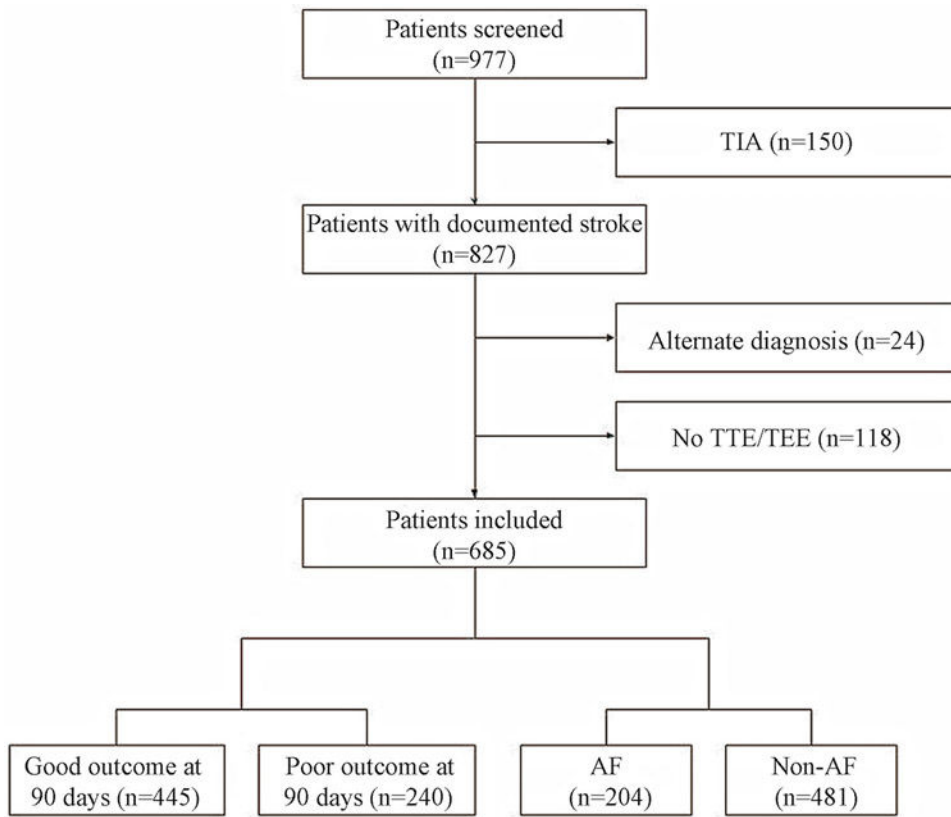 Patients screened
(n=977)
TIA (n=150)
Patients with documented stroke
(n=827)
Alternate diagnosis (n=24)
No TTE/TEE (n=118)
Patients included
(n=685)
Good outcome at
90 days (n=445)
Poor outcome at
90 days (n=240)
AF
(n=204)
Non-AF
(n=481)